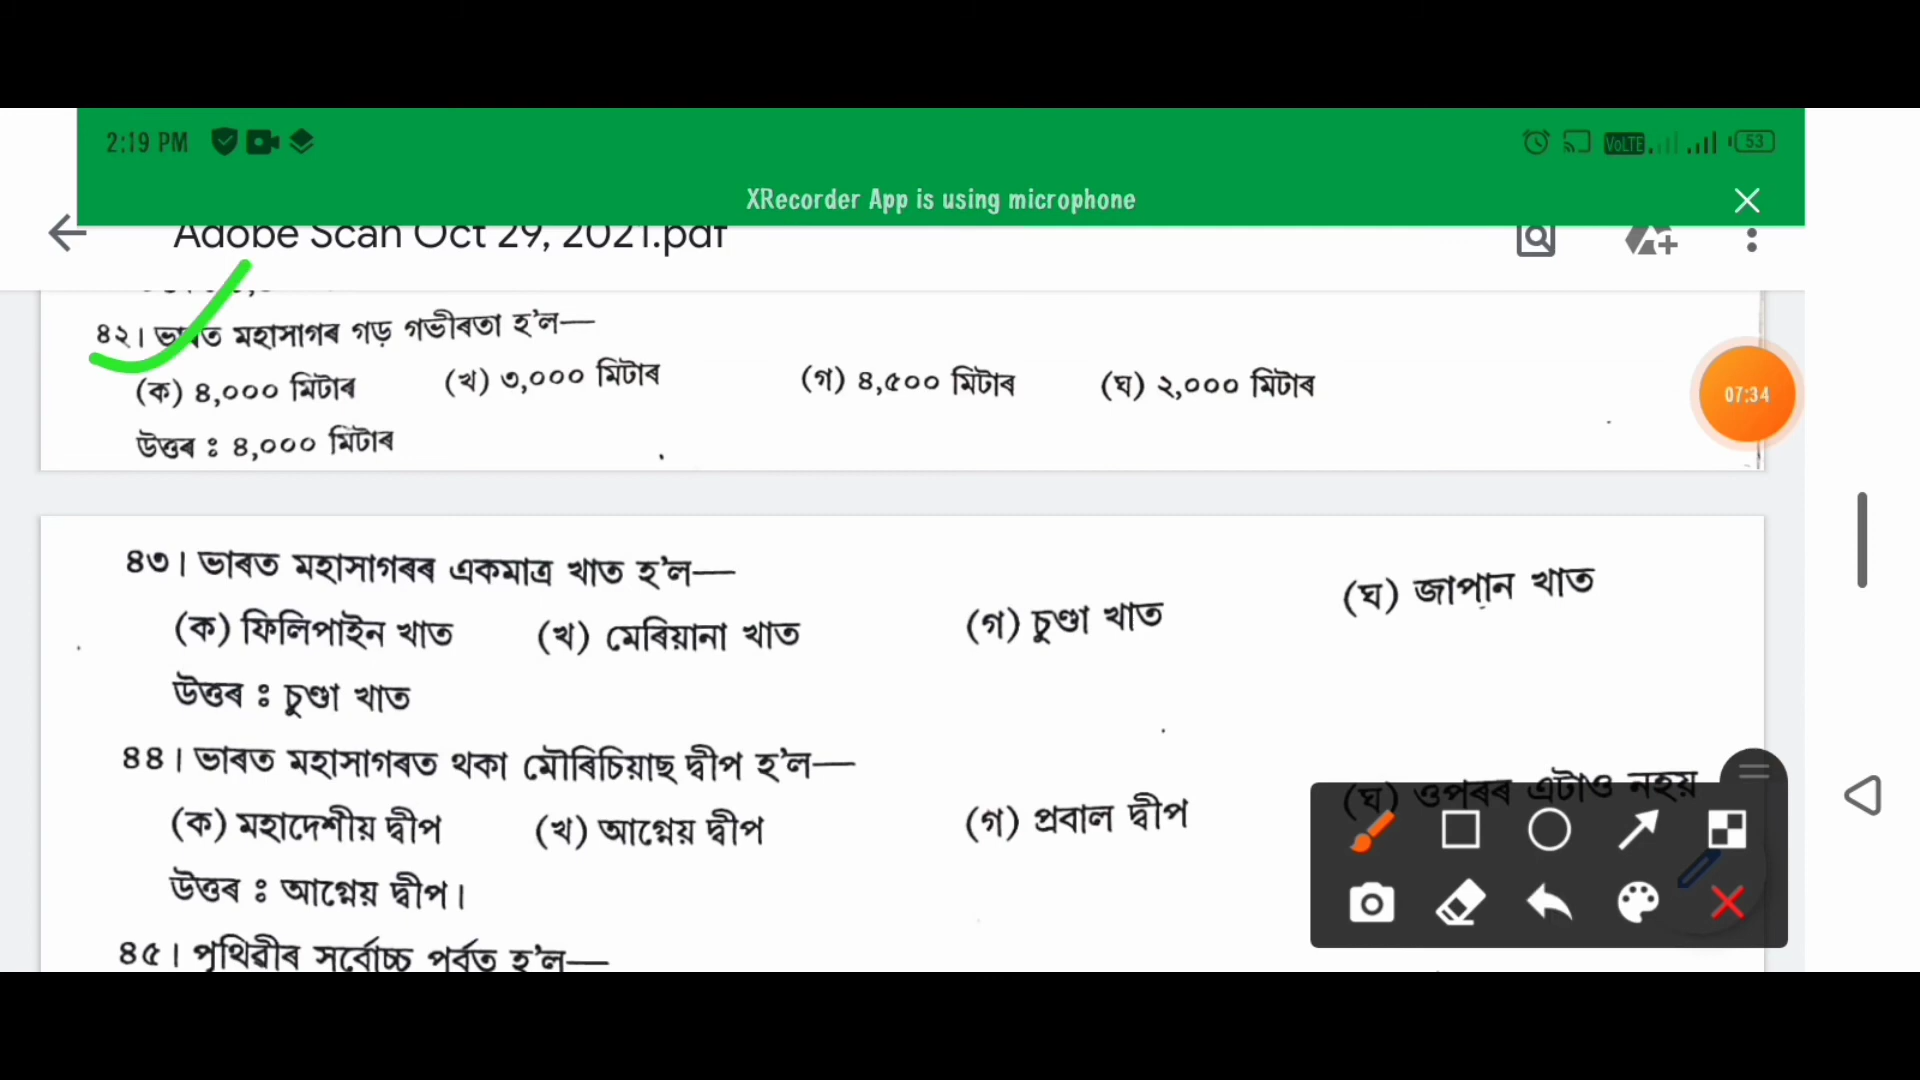 2:19 PM
VoLTE 53
XRecorder App is using microphone
Adobe Scan Oct 29, 2021.pdf
৪২। ভাৰত মহাসাগৰ গড় গভীৰতা হ'ল—
(ক) ৪,০০০ মিটাৰ (খ) ৩,০০০ মিটাৰ (গ) ৪,৫০০ মিটাৰ (ঘ) ২,০০০ মিটাৰ
07:34
উত্তৰ ঃ ৪,০০০ মিটাৰ
৪৩। ভাৰত মহাসাগৰৰ একমাত্ৰ খাত হ'ল—
(ক) ফিলিপাইন খাত (খ) মেৰিয়ানা খাত (গ) চুণ্ডা খাত (ঘ) জাপান খাত
উত্তৰ ঃ চুণ্ডা খাত
৪৪। ভাৰত মহাসাগৰত থকা মৌৰিচিয়াছ দ্বীপ হ'ল—
(ক) মহাদেশীয় দ্বীপ (খ) আগ্নেয় দ্বীপ (গ) প্ৰবাল দ্বীপ (ঘ) ওপৰৰ এটাও নহয়
উত্তৰ ঃ আগ্নেয় দ্বীপ।
৪৫। পৃথিৱীৰ সৰ্বোচ্চ পৰ্বত হ'ল—